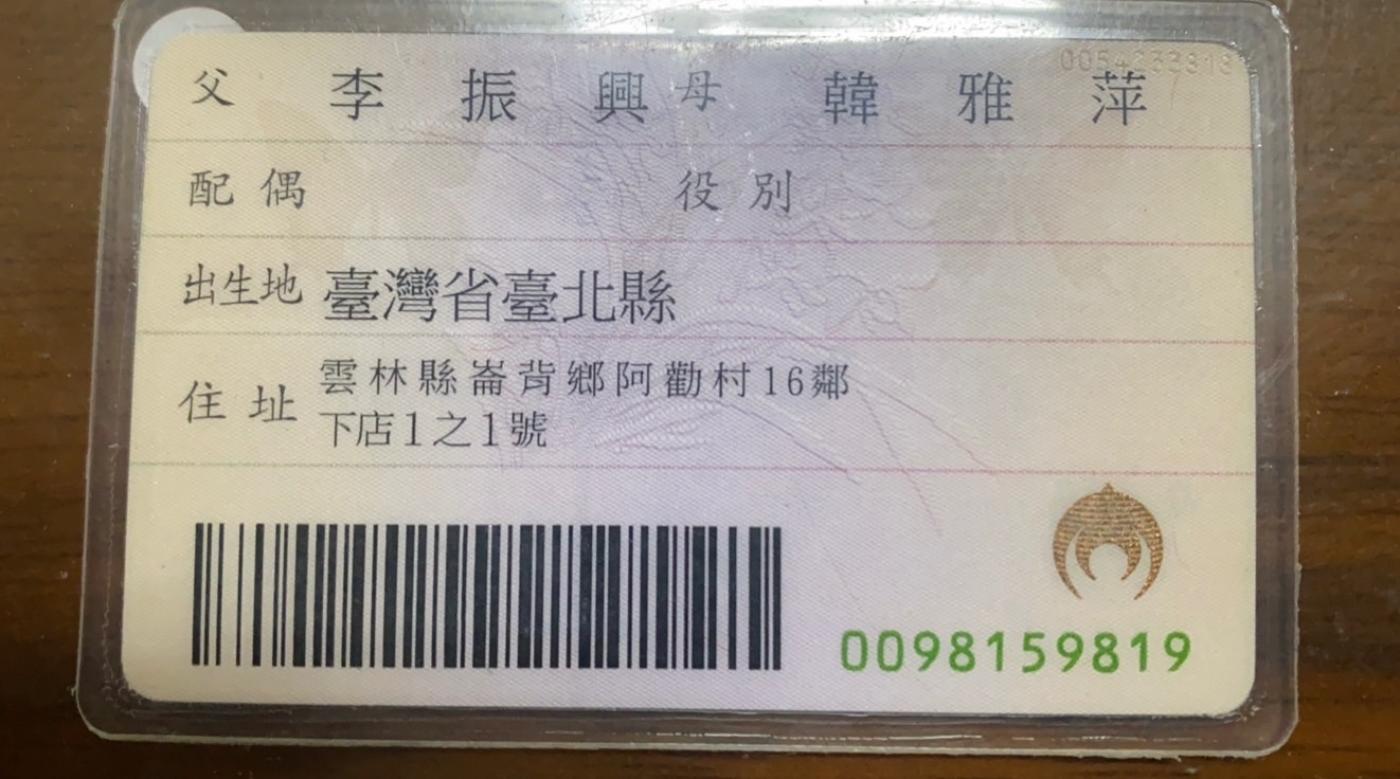 父 李振興 母 韓雅萍
配偶 役別
出生地 臺灣省臺北縣
住址 雲林縣崙背鄉阿勸村16鄰
下店1之1號
0098159819